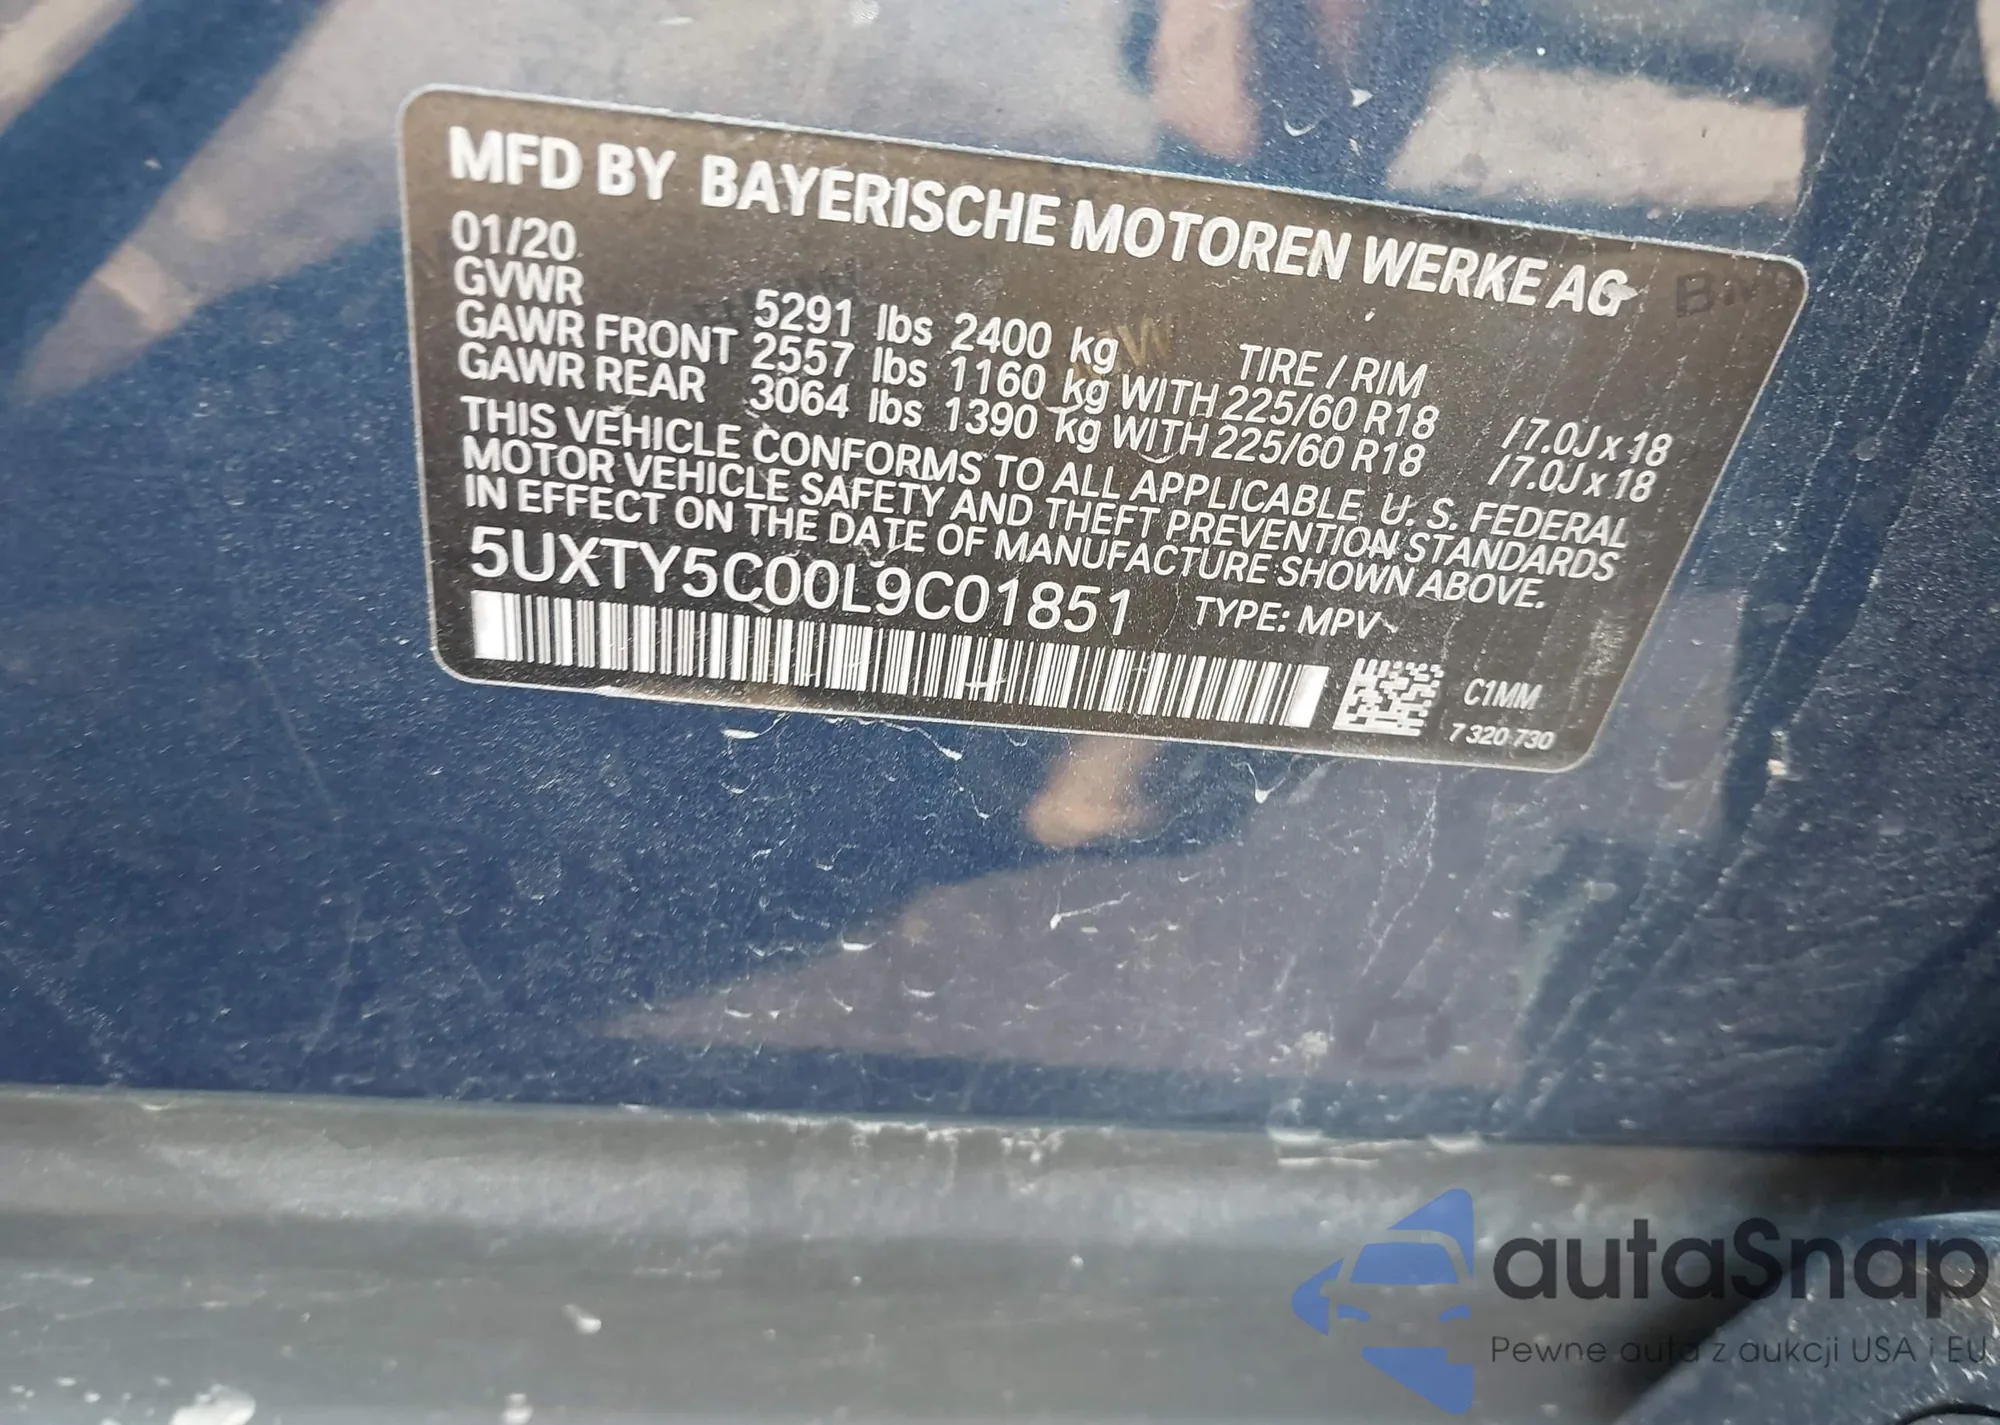 MFD BY BAYERISCHE MOTOREN WERKE AG
01/20
GVWR 5291 lbs 2400 kg TIRE / RIM
GAWR FRONT 2557 lbs 1160 kg WITH 225/60 R18 / 7.0J x 18
GAWR REAR 3064 lbs 1390 kg WITH 225/60 R18 / 7.0J x 18
THIS VEHICLE CONFORMS TO ALL APPLICABLE U. S. FEDERAL
MOTOR VEHICLE SAFETY AND THEFT PREVENTION STANDARDS
IN EFFECT ON THE DATE OF MANUFACTURE SHOWN ABOVE.
5UXTY5C00L9C01851 TYPE: MPV
C1MM
7 320 730
autaSnap
Pewne auta z aukcji USA i EU